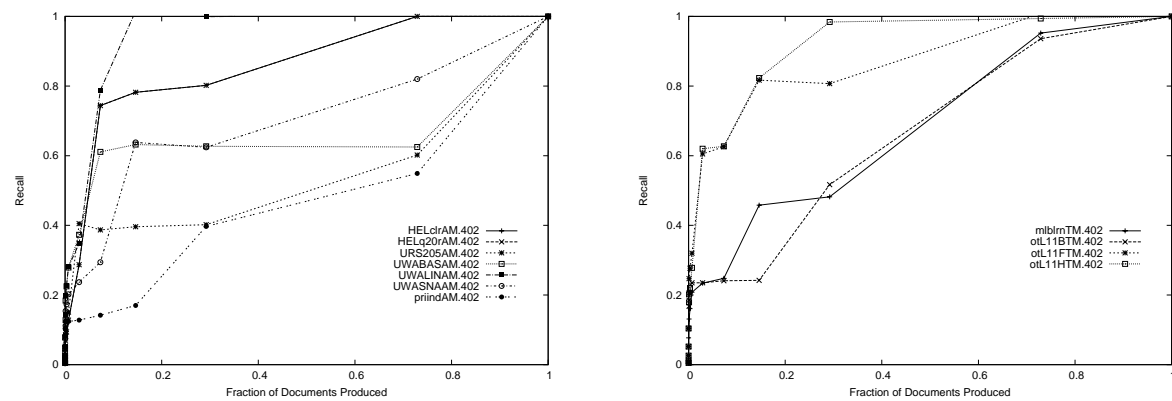 1
0.8
0.6
0.4
0.2
0
Recall
HELclrAM.402
HELq20rAM.402
URS205AM.402
UWABASAM.402
UWALINAM.402
UWASNAAM.402
priindAM.402
0 0.2 0.4 0.6 0.8 1
Fraction of Documents Produced
1
0.8
0.6
0.4
0.2
0
Recall
mlblrnTM.402
otL11BTM.402
otL11FTM.402
otL11HTM.402
0 0.2 0.4 0.6 0.8 1
Fraction of Documents Produced